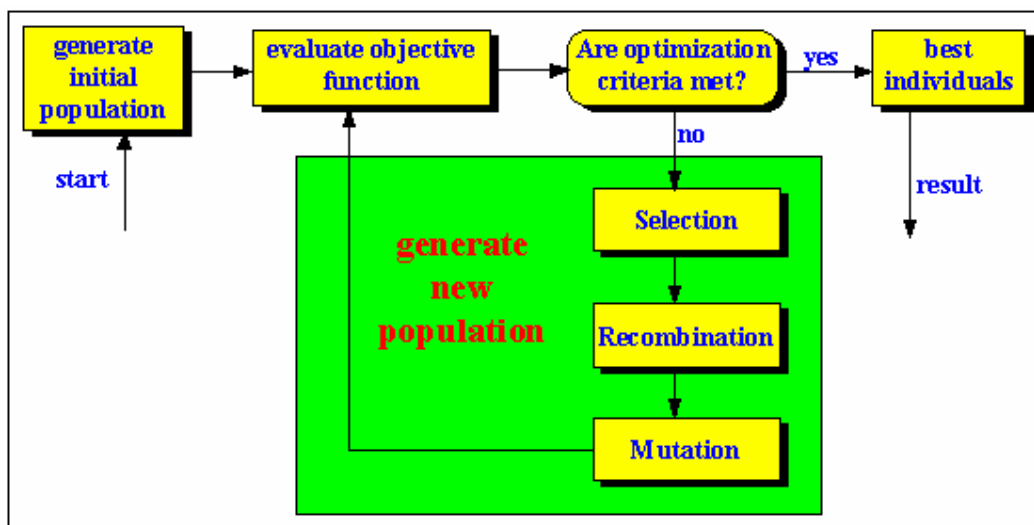 generate
initial
population
evaluate objective
function
Are optimization
criteria met?
yes
best
individuals
start
no
result
generate
new
population
Selection
Recombination
Mutation